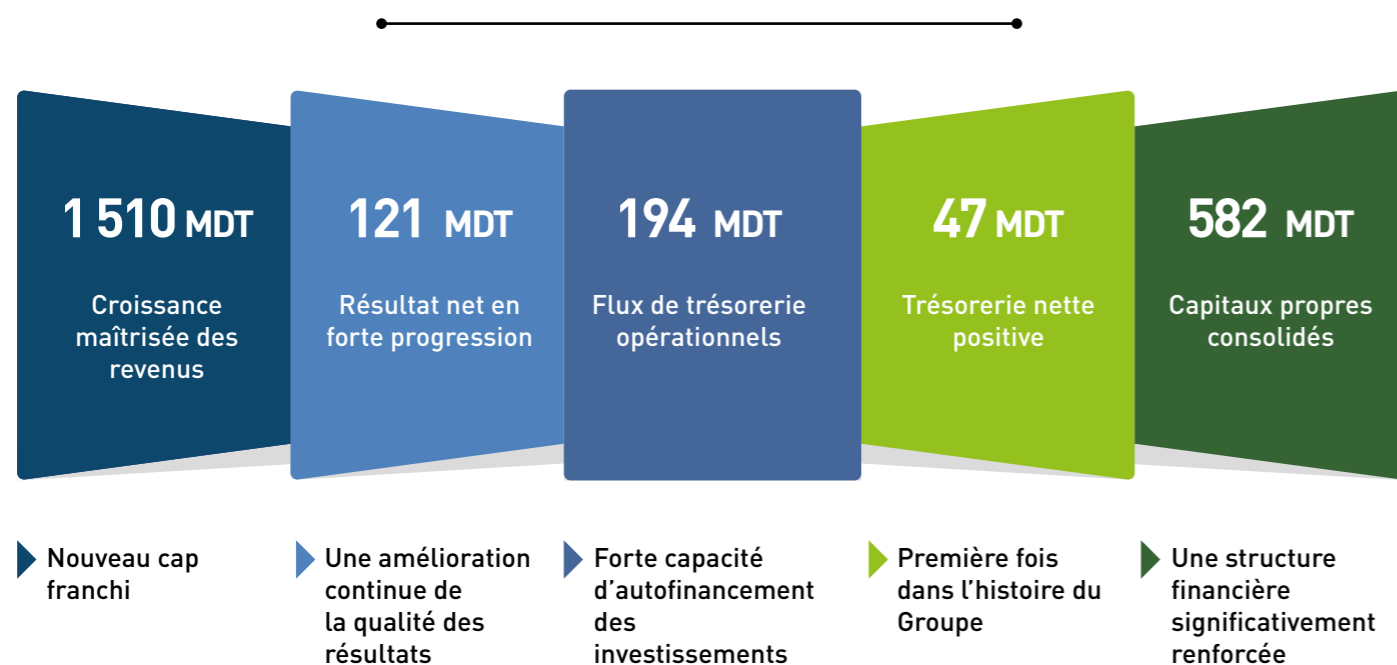 1 510 MDT
Croissance
maîtrisée des
revenus
121 MDT
Résultat net en
forte progression
194 MDT
Flux de trésorerie
opérationnels
47 MDT
Trésorerie nette
positive
582 MDT
Capitaux propres
consolidés
Nouveau cap
franchi
Une amélioration
continue de
la qualité des
résultats
Forte capacité
d’autofinancement
des
investissements
Première fois
dans l’histoire du
Groupe
Une structure
financière
significativement
renforcée